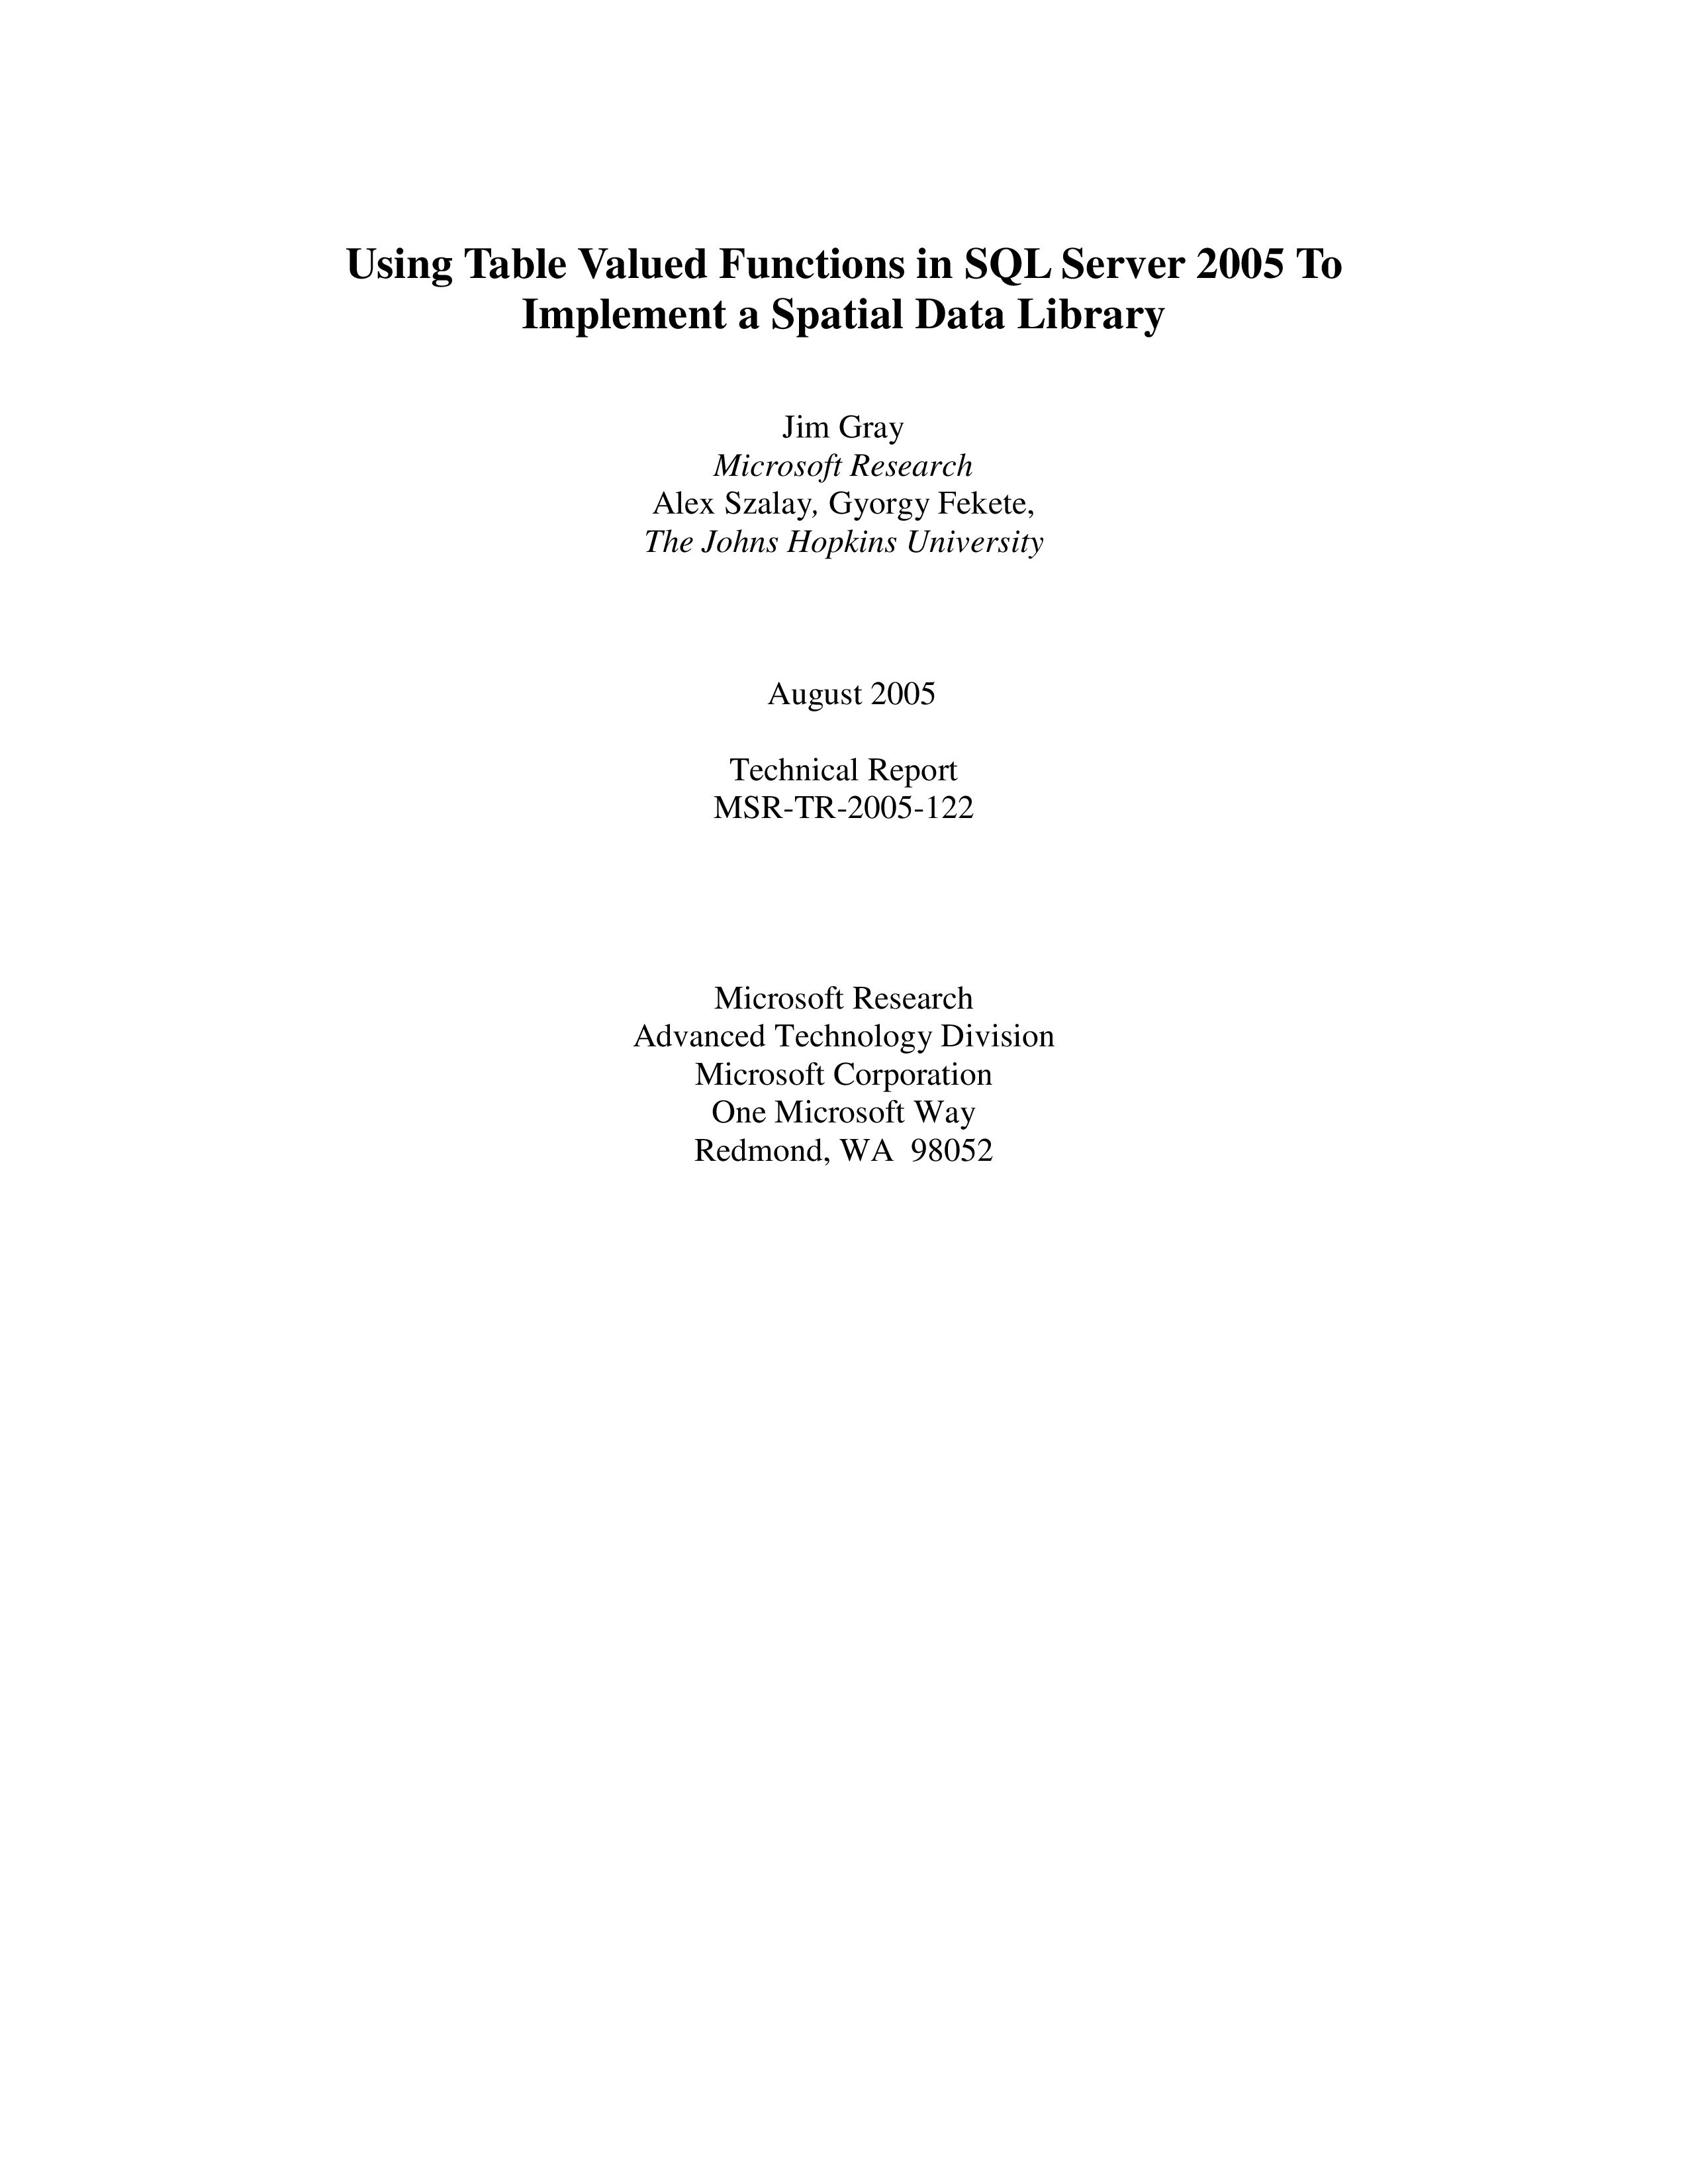 Using Table Valued Functions in SQL Server 2005 To
Implement a Spatial Data Library
Jim Gray
Microsoft Research
Alex Szalay, Gyorgy Fekete,
The Johns Hopkins University
August 2005
Technical Report
MSR-TR-2005-122
Microsoft Research
Advanced Technology Division
Microsoft Corporation
One Microsoft Way
Redmond, WA  98052